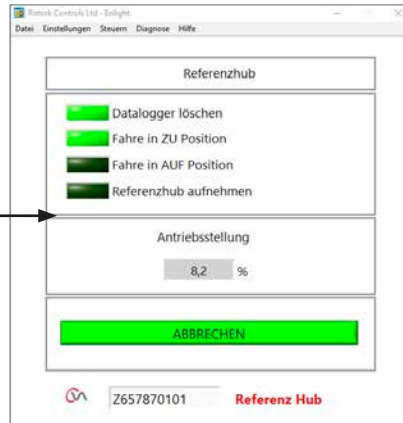 Rotork Controls Ltd - Enlight.
Datei Einstellungen Steuern Diagnose Hilfe
Referenzhub
Datalogger löschen
Fahre in ZU Position
Fahre in AUF Position
Referenzhub aufnehmen
Antriebsstellung
8,2 %
ABBRECHEN
Z657870101 Referenz Hub